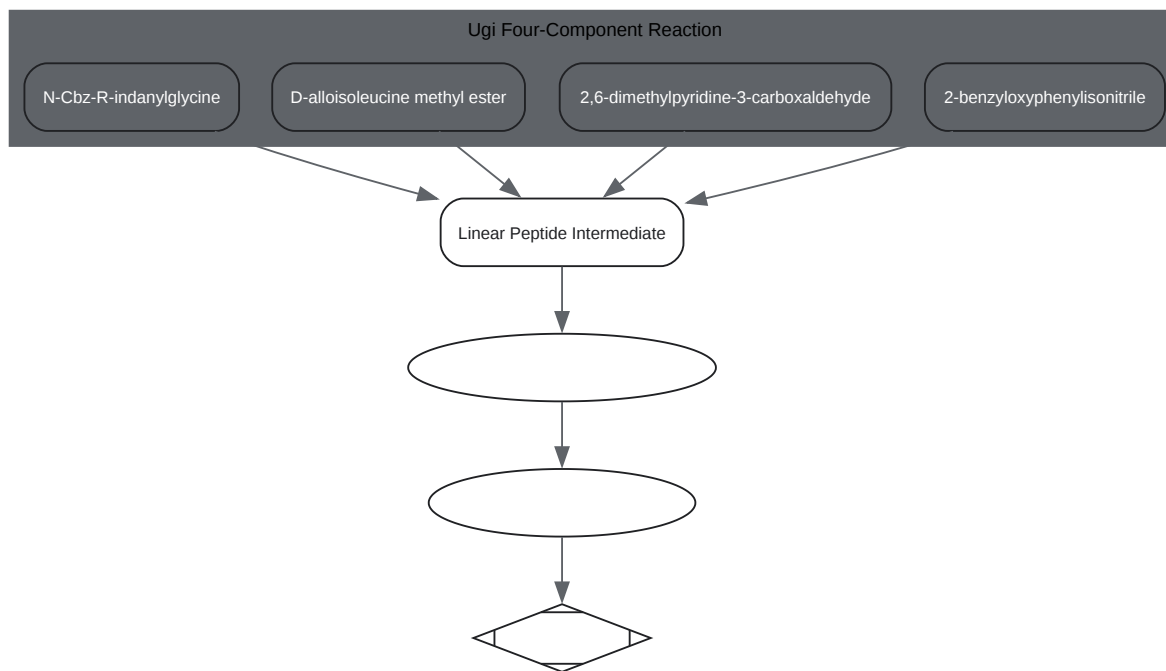 Ugi Four-Component Reaction
N-Cbz-R-indanylglycine
D-alloisoleucine methyl ester
2,6-dimethylpyridine-3-carboxaldehyde
2-benzyloxyphenylisonitrile
Linear Peptide Intermediate